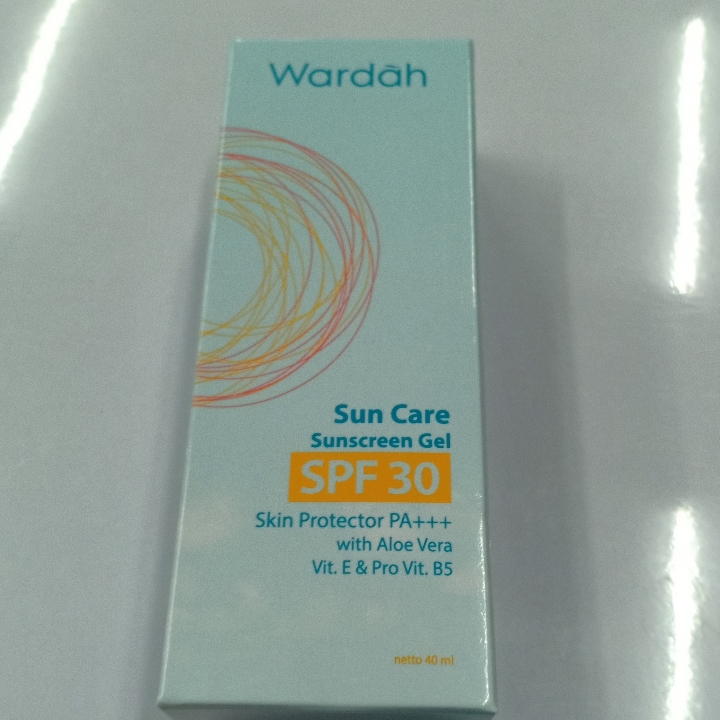 Wardah
Sun Care
Sunscreen Gel
SPF 30
Skin Protector PA+++
with Aloe Vera
Vit. E & Pro Vit. B5
netto 40 ml